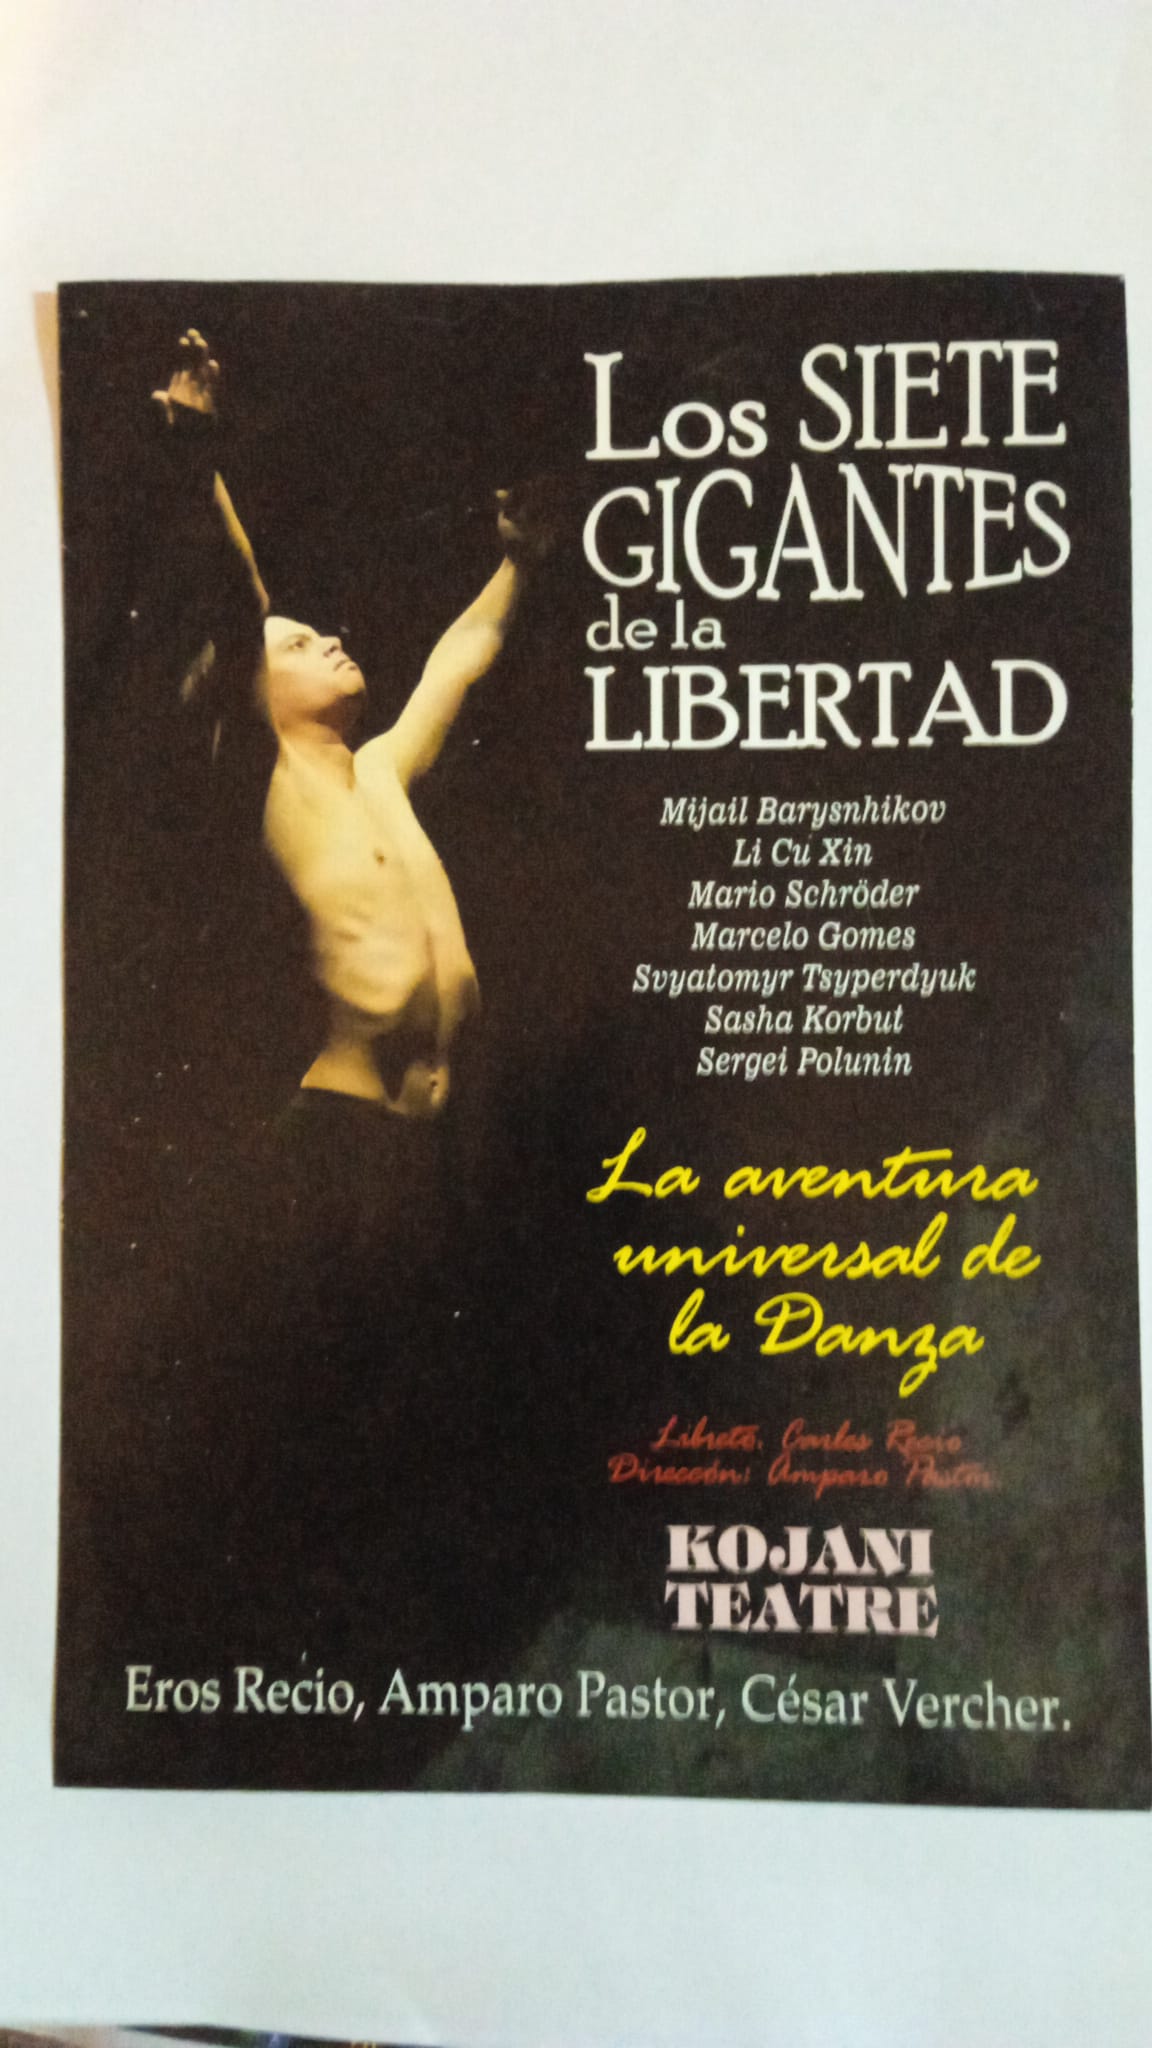 Los SIETE
GIGANTES
de la
LIBERTAD
Mijail Barysnhikov
Li Cu Xin
Mario Schröder
Marcelo Gomes
Svyatomyr Tsyperdyuk
Sasha Korbut
Sergei Polunin
La aventura
universal de
la Danza
Libreto. Carles Recio
Dirección: Amparo Pastor.
KOJANI
TEATRE
Eros Recio, Amparo Pastor, César Vercher.